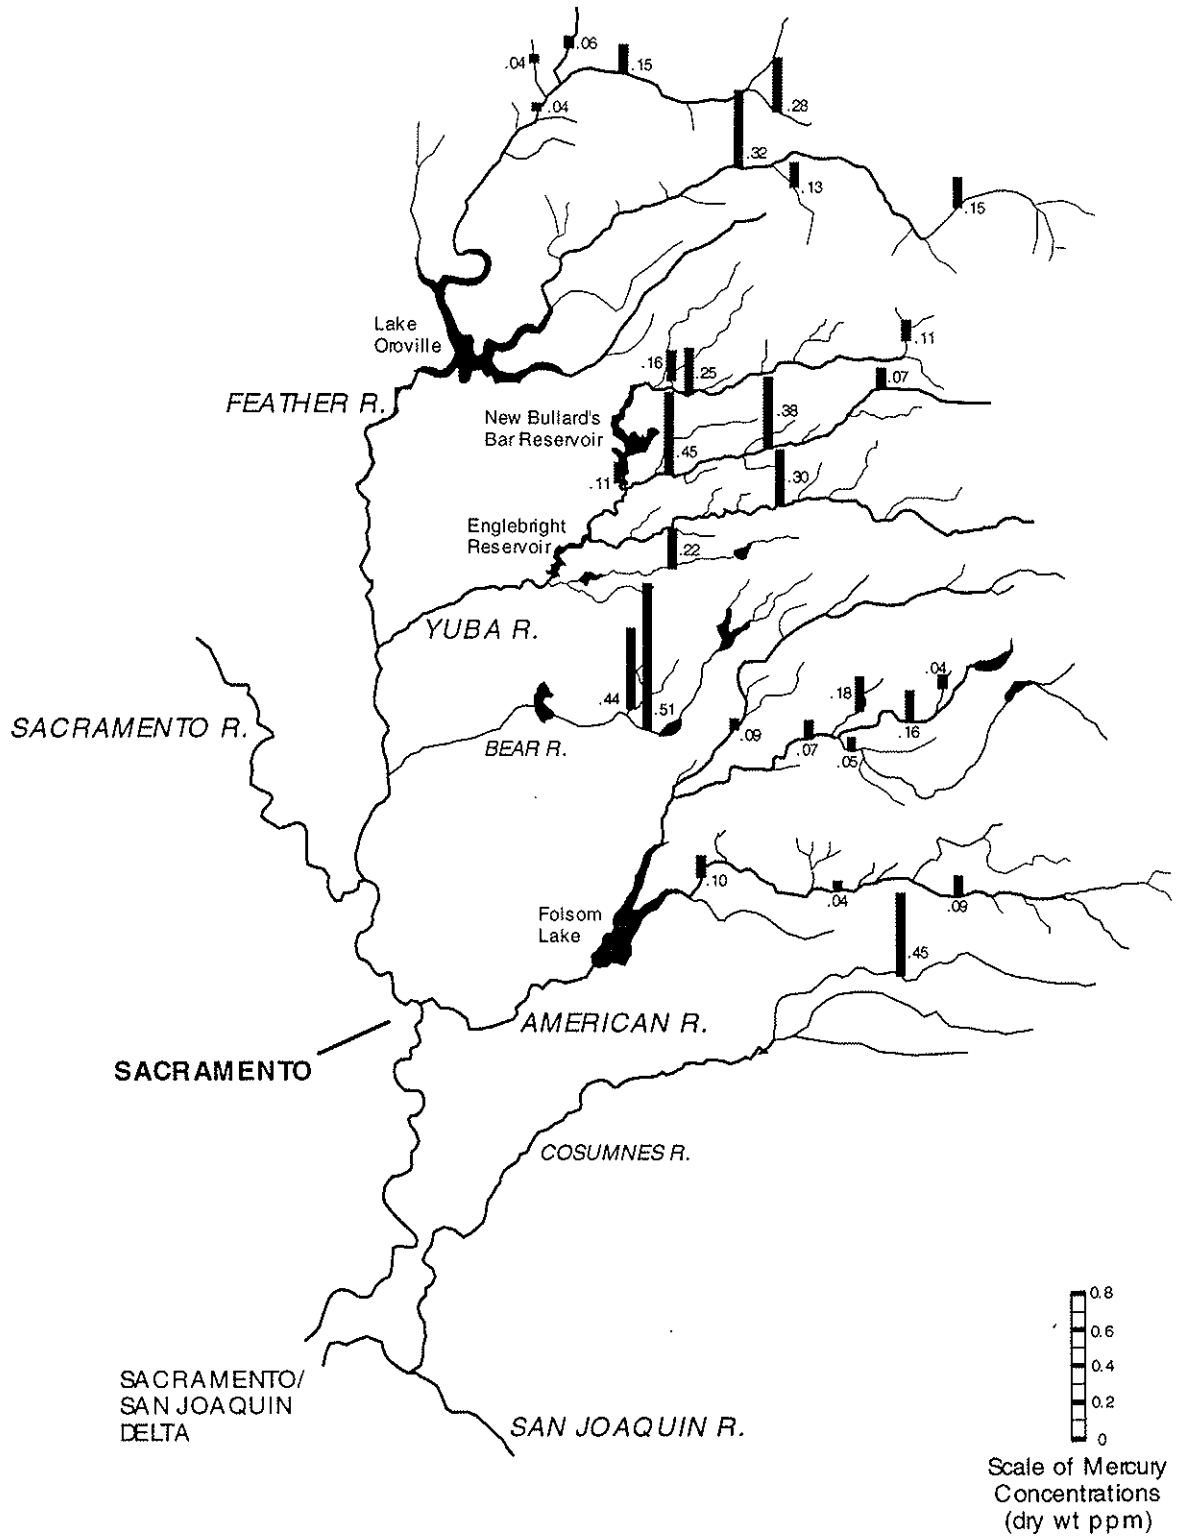 .06
.04
.15
.04
.28
.32
.13
.15
Lake
Oroville
.11
.16
.25
.07
FEATHER R.
New Bullard's
Bar Reservoir
.38
.45
.11
.30
Englebright
Reservoir
.22
YUBA R.
.04
.18
.44
.51
SACRAMENTO R.
.16
.09
.07
BEAR R.
.05
.10
.04
.09
Folsom
Lake
.45
AMERICAN R.
SACRAMENTO
COSUMNES R.
0.8
0.6
0.4
0.2
0
SACRAMENTO/
SAN JOAQUIN
DELTA
SAN JOAQUIN R.
Scale of Mercury
Concentrations
(dry wt ppm)